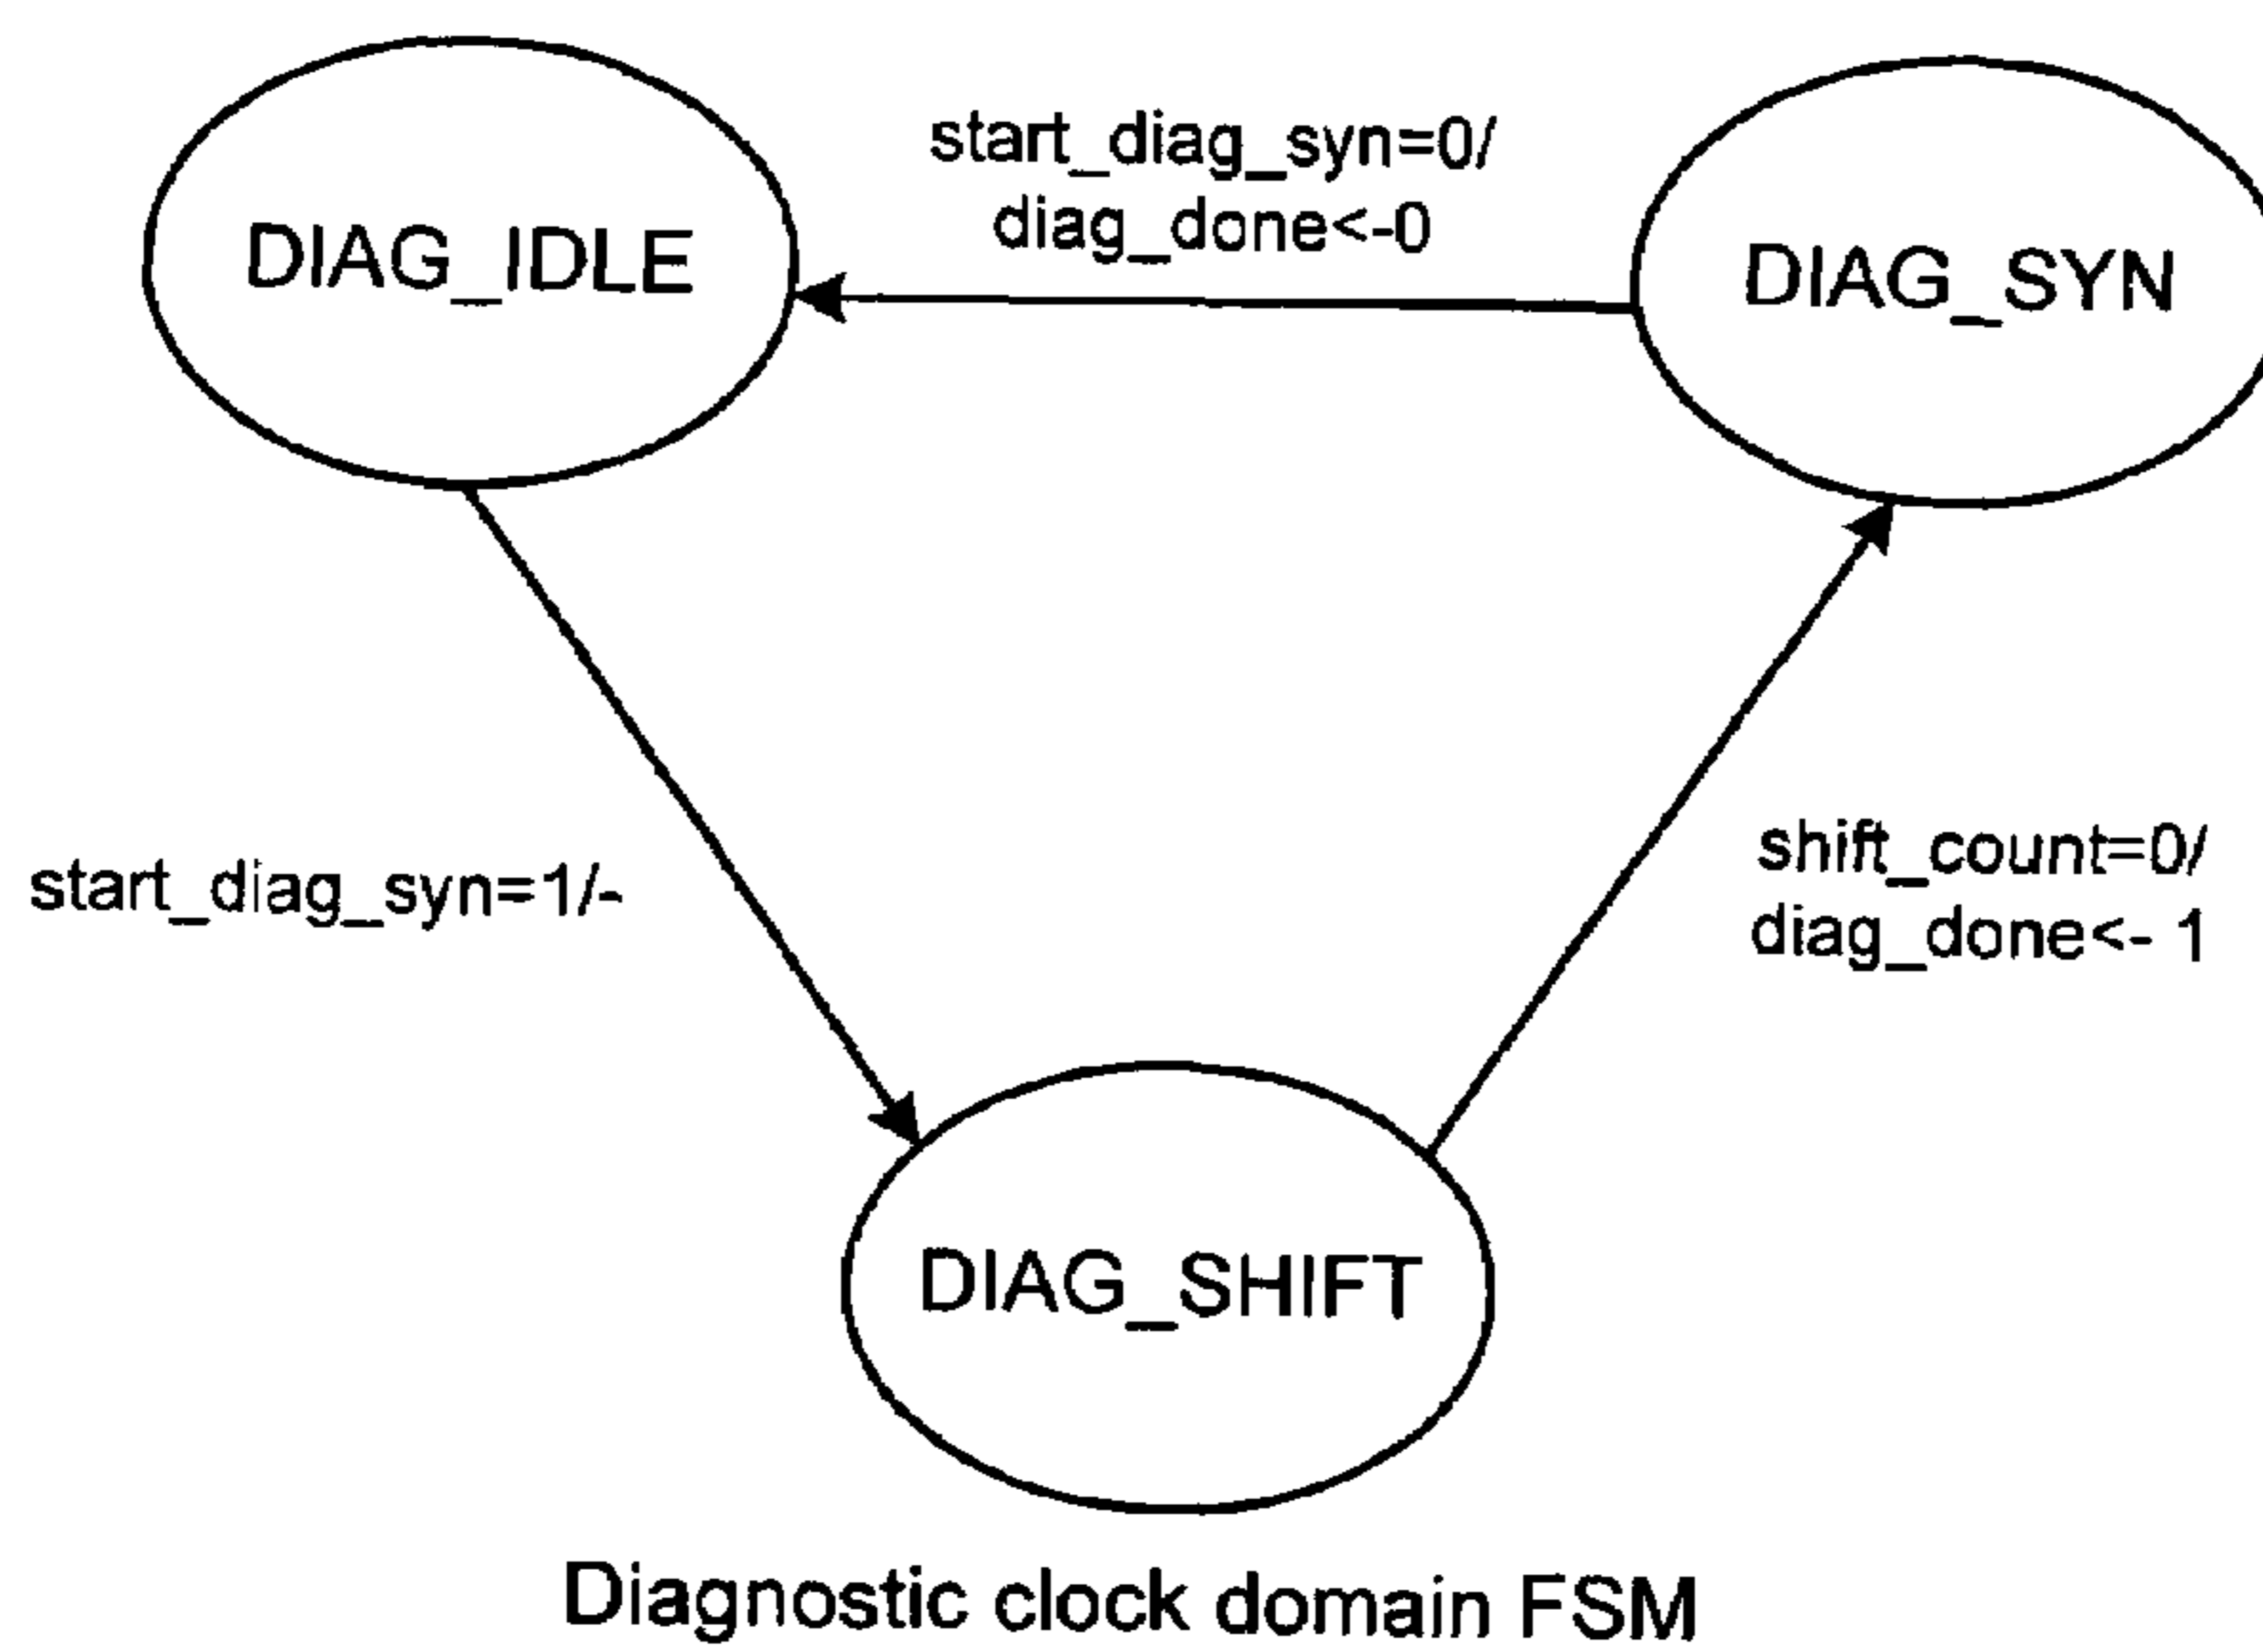 DIAG_IDLE
start_diag_syn=0/
diag_done<-0
DIAG_SYN
start_diag_syn=1/-
shift_count=0/
diag_done<- 1
DIAG_SHIFT
Diagnostic clock domain FSM